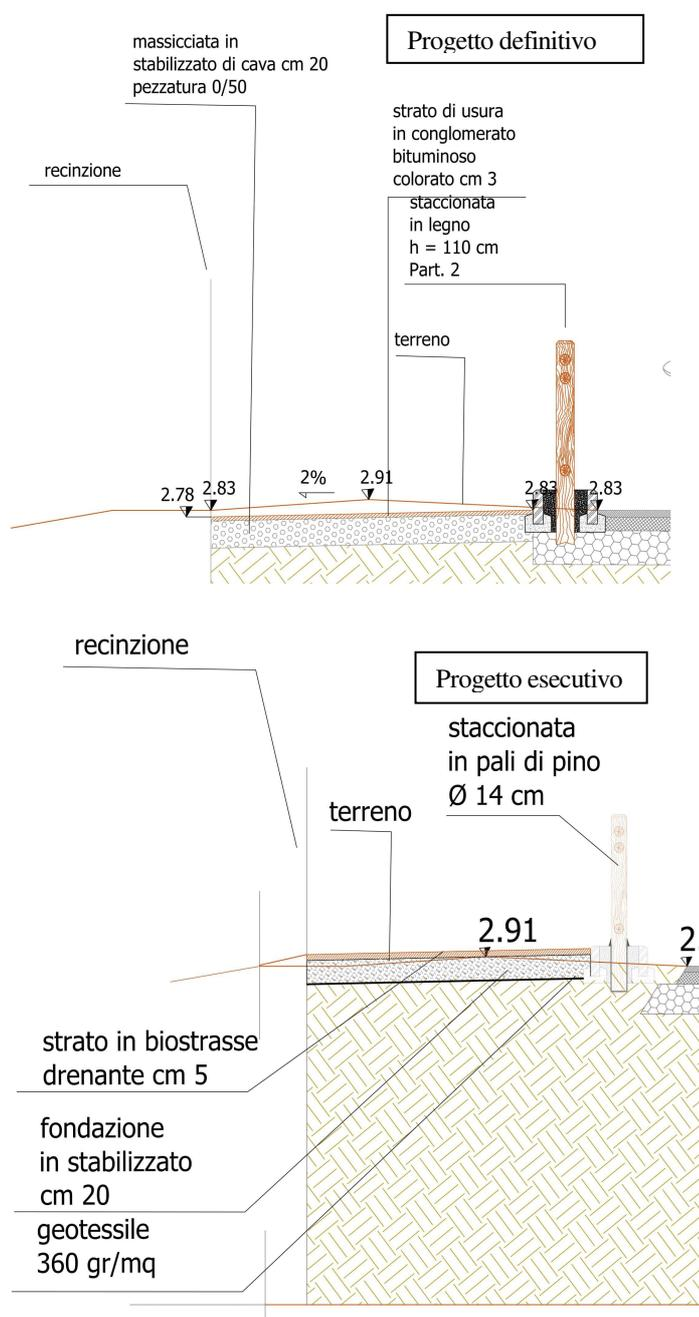 Progetto definitivo
massicciata in
stabilizzato di cava cm 20
pezzatura 0/50
strato di usura
in conglomerato
bituminoso
colorato cm 3
recinzione
staccionata
in legno
h = 110 cm
Part. 2
terreno
2.78
2.83
2%
2.91
2.83
2.83
recinzione
Progetto esecutivo
staccionata
in pali di pino
Ø 14 cm
terreno
2.91
2
strato in biostrasse
drenante cm 5
fondazione
in stabilizzato
cm 20
geotessile
360 gr/mq